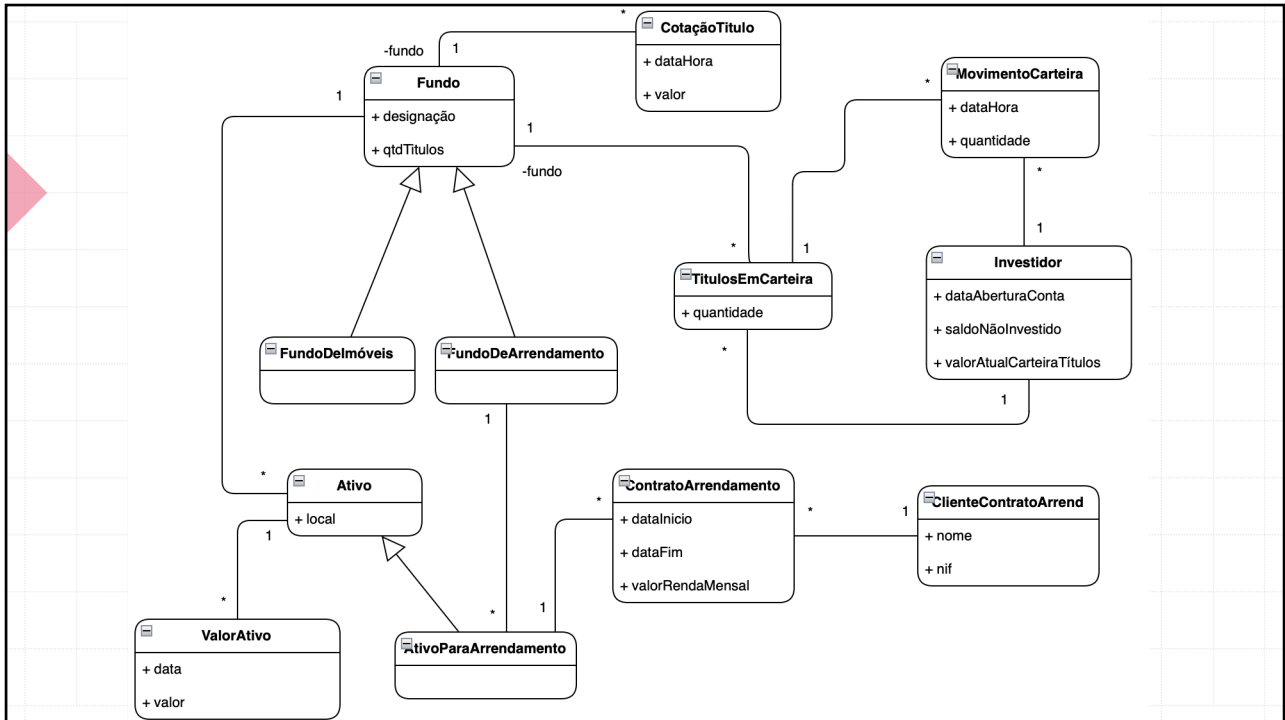 *
CotaçãoTitulo
+ dataHora
+ valor
-fundo
1
Fundo
+ designação
+ qtdTitulos
1
1
-fundo
*
MovimentoCarteira
+ dataHora
+ quantidade
*
1
*
1
TitulosEmCarteira
+ quantidade
*
Investidor
+ dataAberturaConta
+ saldoNãoInvestido
+ valorAtualCarteiraTítulos
1
FundoDeImóveis
FundoDeArrendamento
1
*
Ativo
+ local
1
*
ContratoArrendamento
+ dataInicio
+ dataFim
+ valorRendaMensal
*
1
ClienteContratoArrend
+ nome
+ nif
*
ValorAtivo
+ data
+ valor
*
1
AtivoParaArrendamento